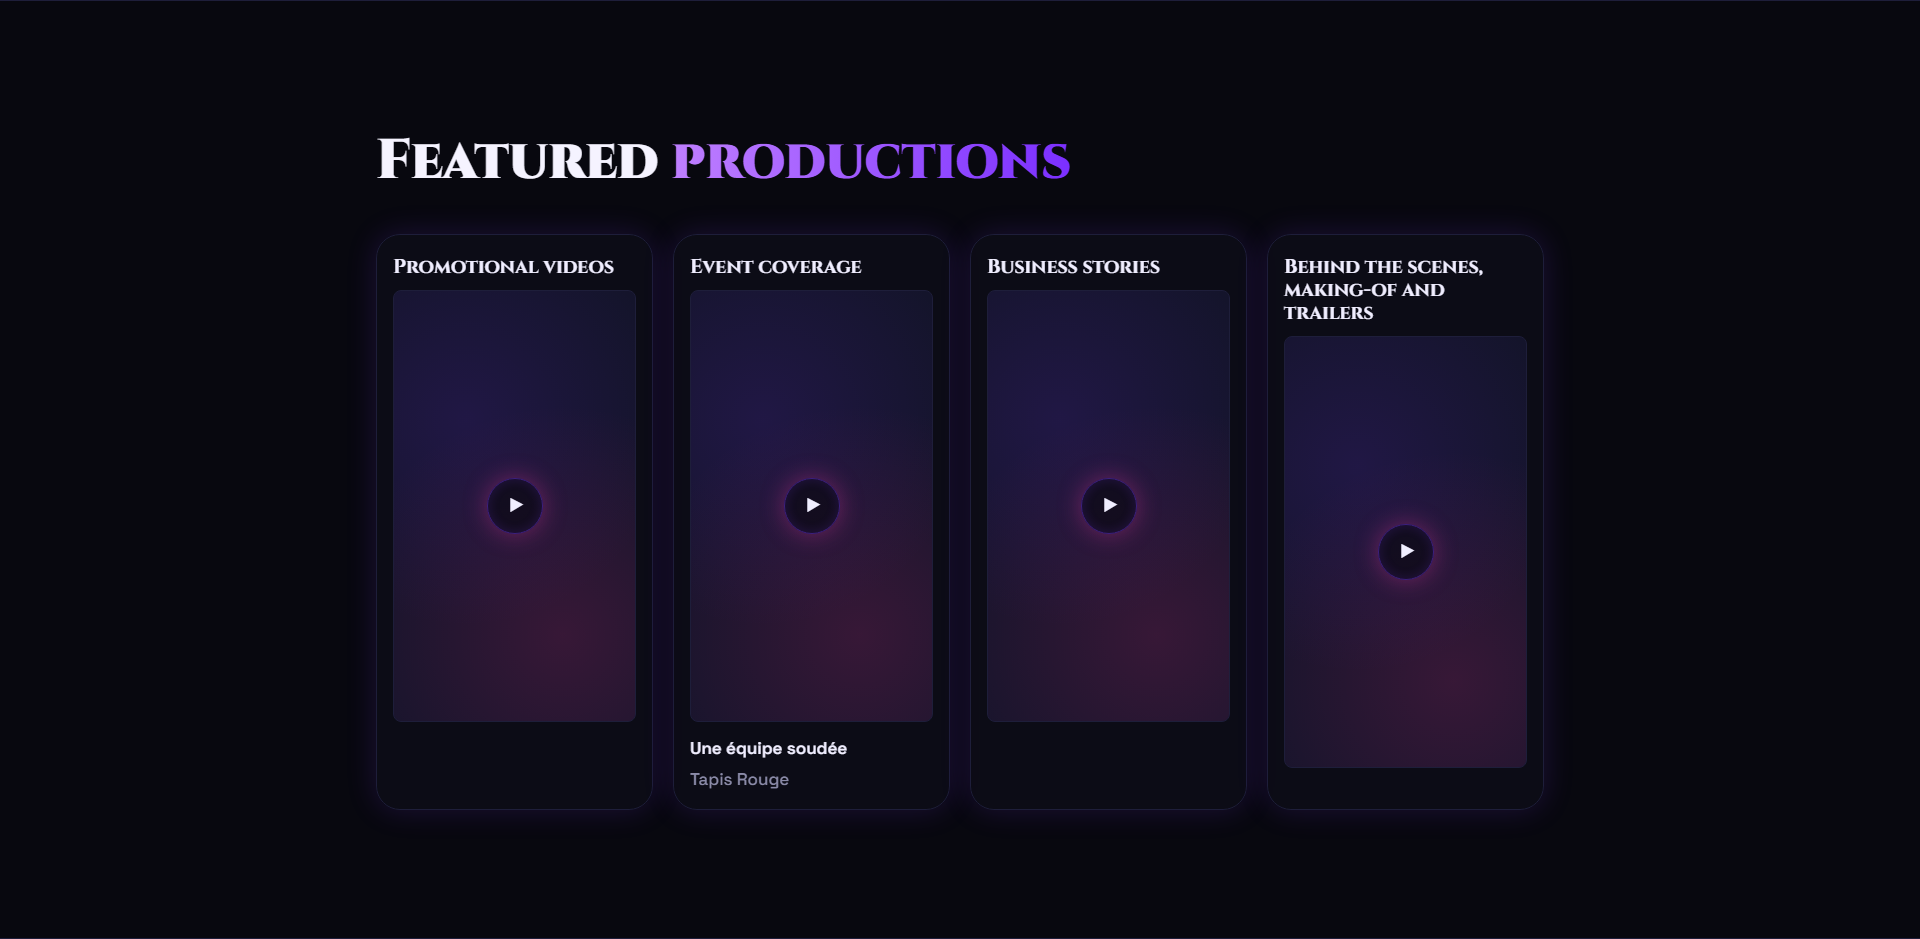 Featured productions
Promotional videos
Event coverage
Une équipe soudée
Tapis Rouge
Business stories
Behind the scenes,
making-of and
trailers